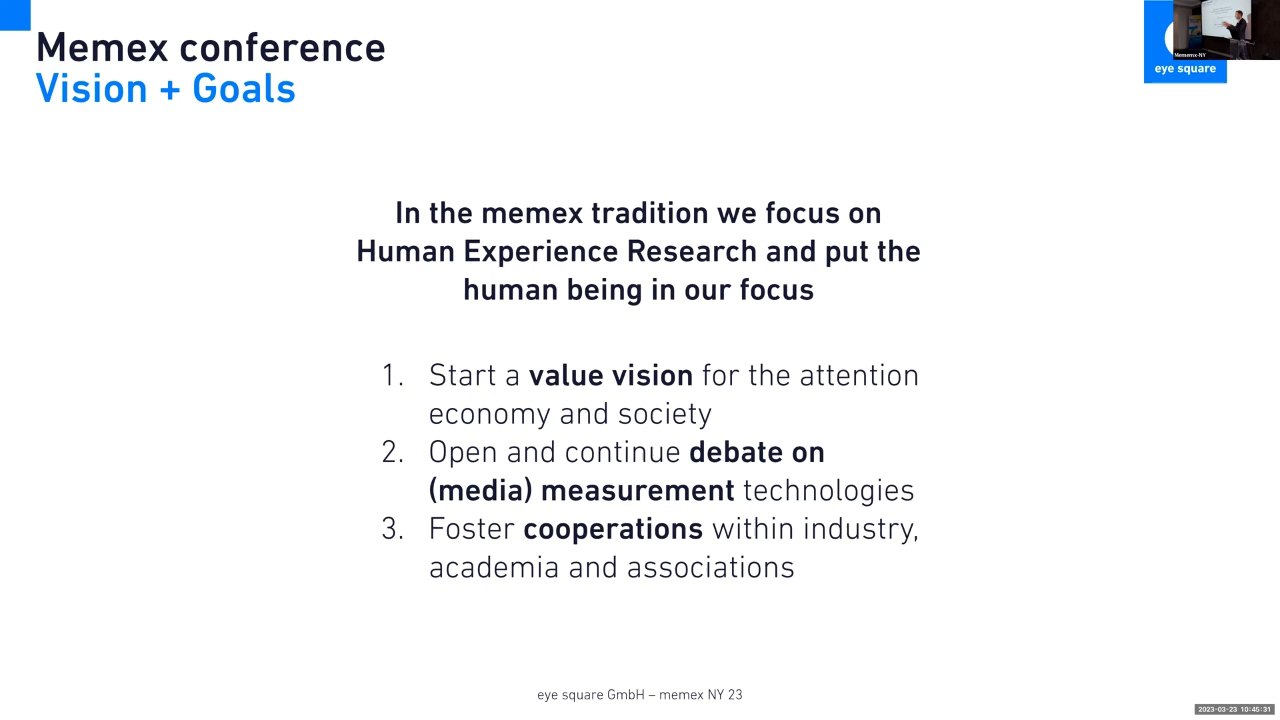 Memex conference
Vision + Goals
Mememx-NY
eye square
In the memex tradition we focus on
Human Experience Research and put the
human being in our focus
1. Start a value vision for the attention
economy and society
2. Open and continue debate on
(media) measurement technologies
3. Foster cooperations within industry,
academia and associations
eye square GmbH – memex NY 23
2023-03-23 10:45:31